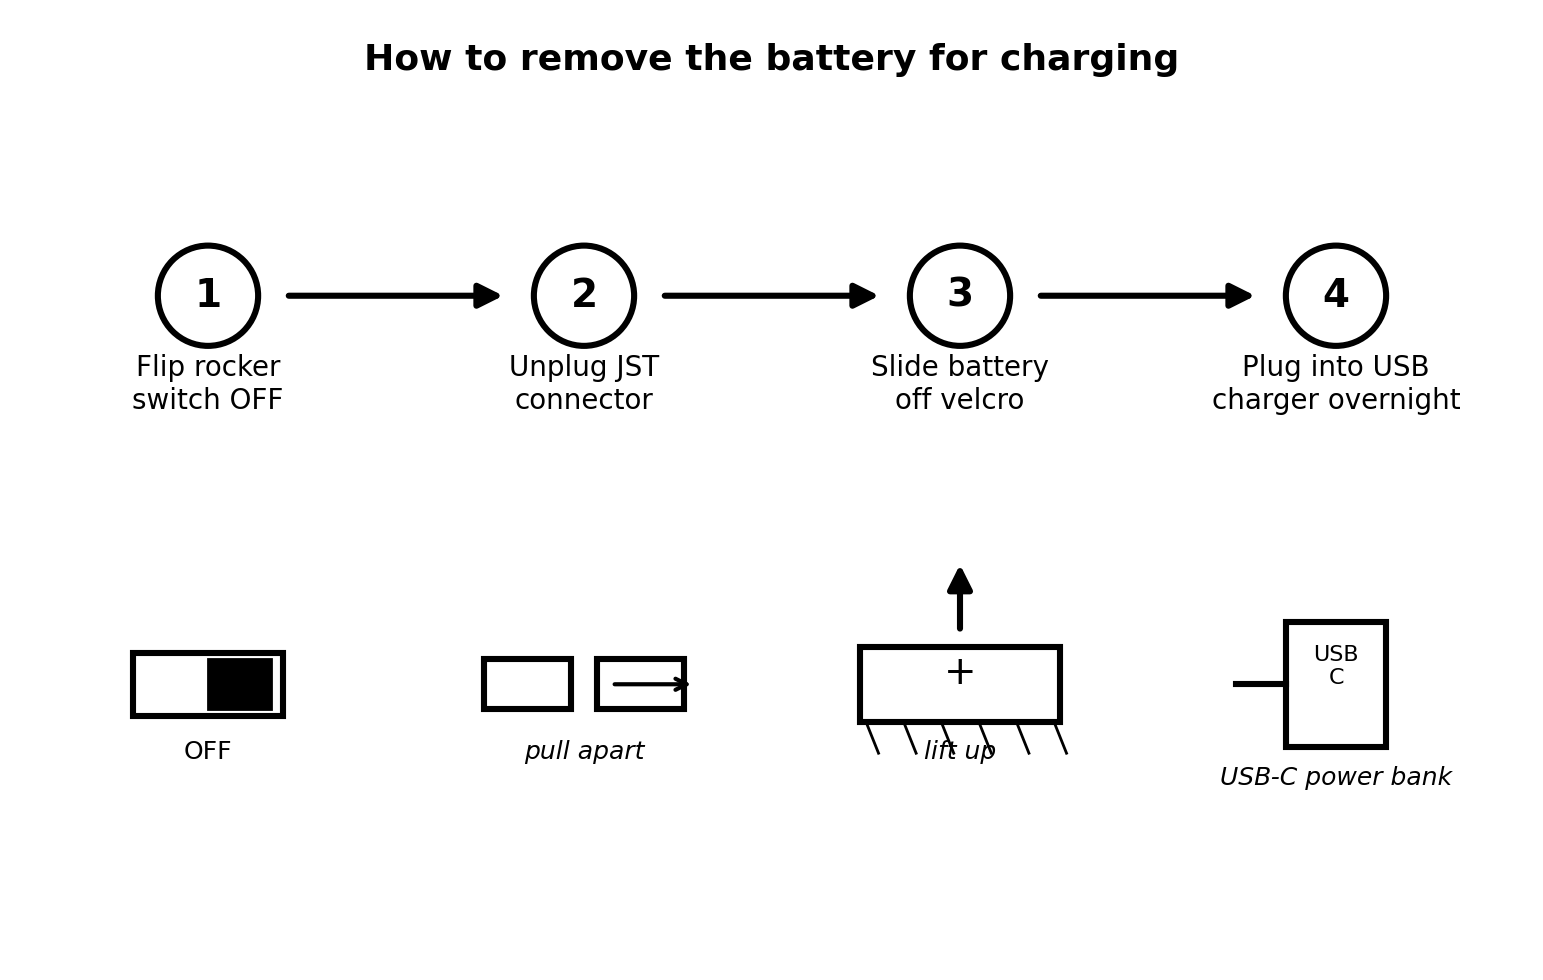 How to remove the battery for charging
1
2
3
4
Flip rocker
switch OFF
Unplug JST
connector
Slide battery
off velcro
Plug into USB
charger overnight
+
USB
C
OFF
pull apart
lift up
USB-C power bank